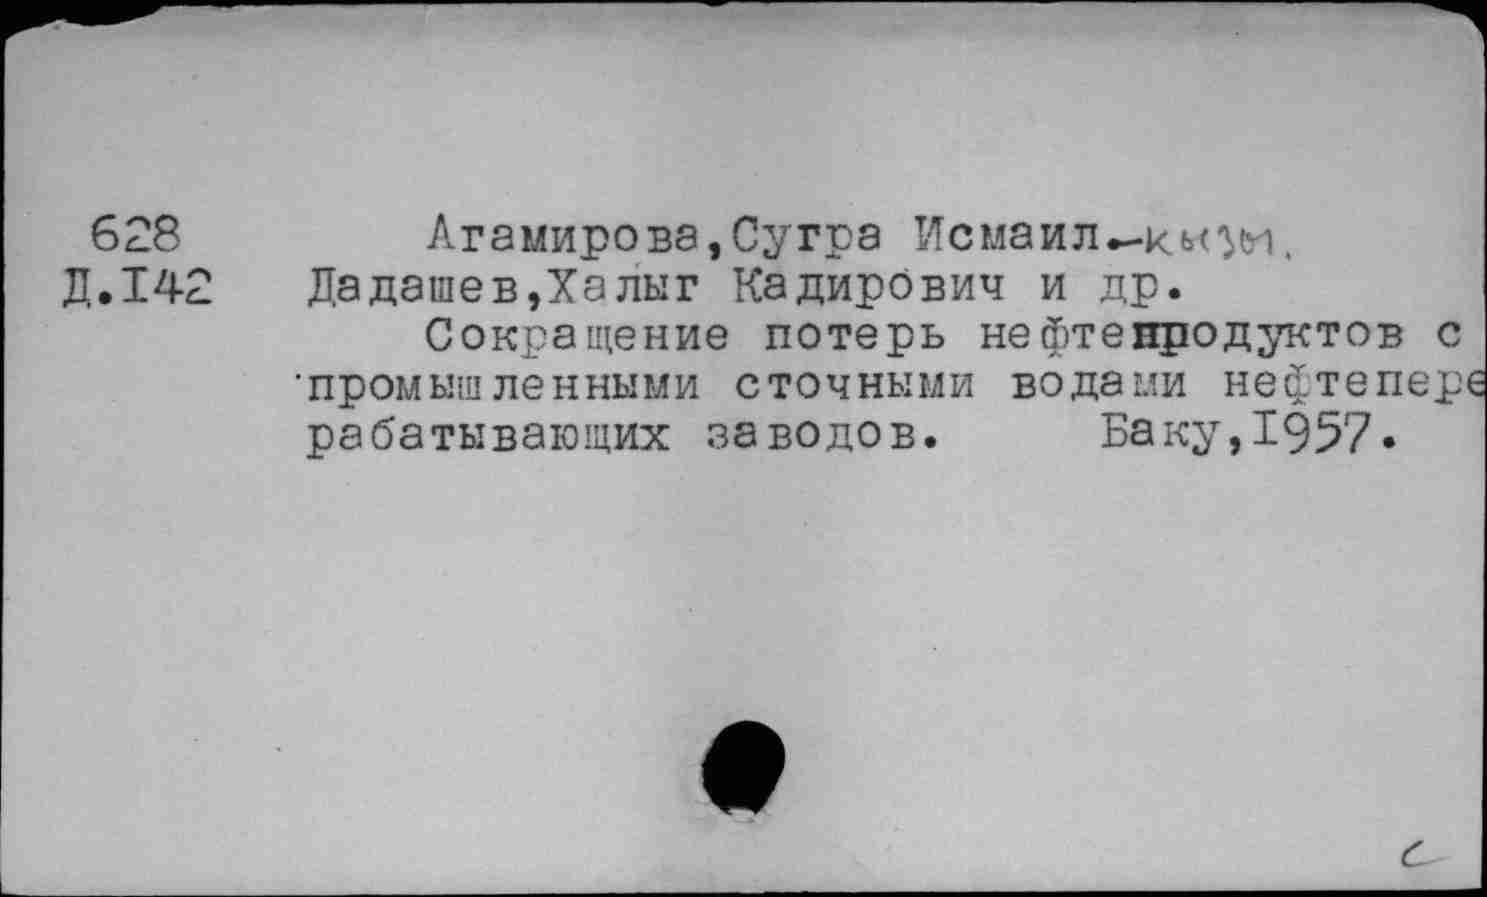 628 Агамирова,Сугра Исмаил-кызы.
Д.142 Дадашев,Халыг Кадирович и др.
Сокращение потерь нефтепродуктов с
промышленными сточными водами нефтепере
рабатывающих заводов. Баку,1957.
с